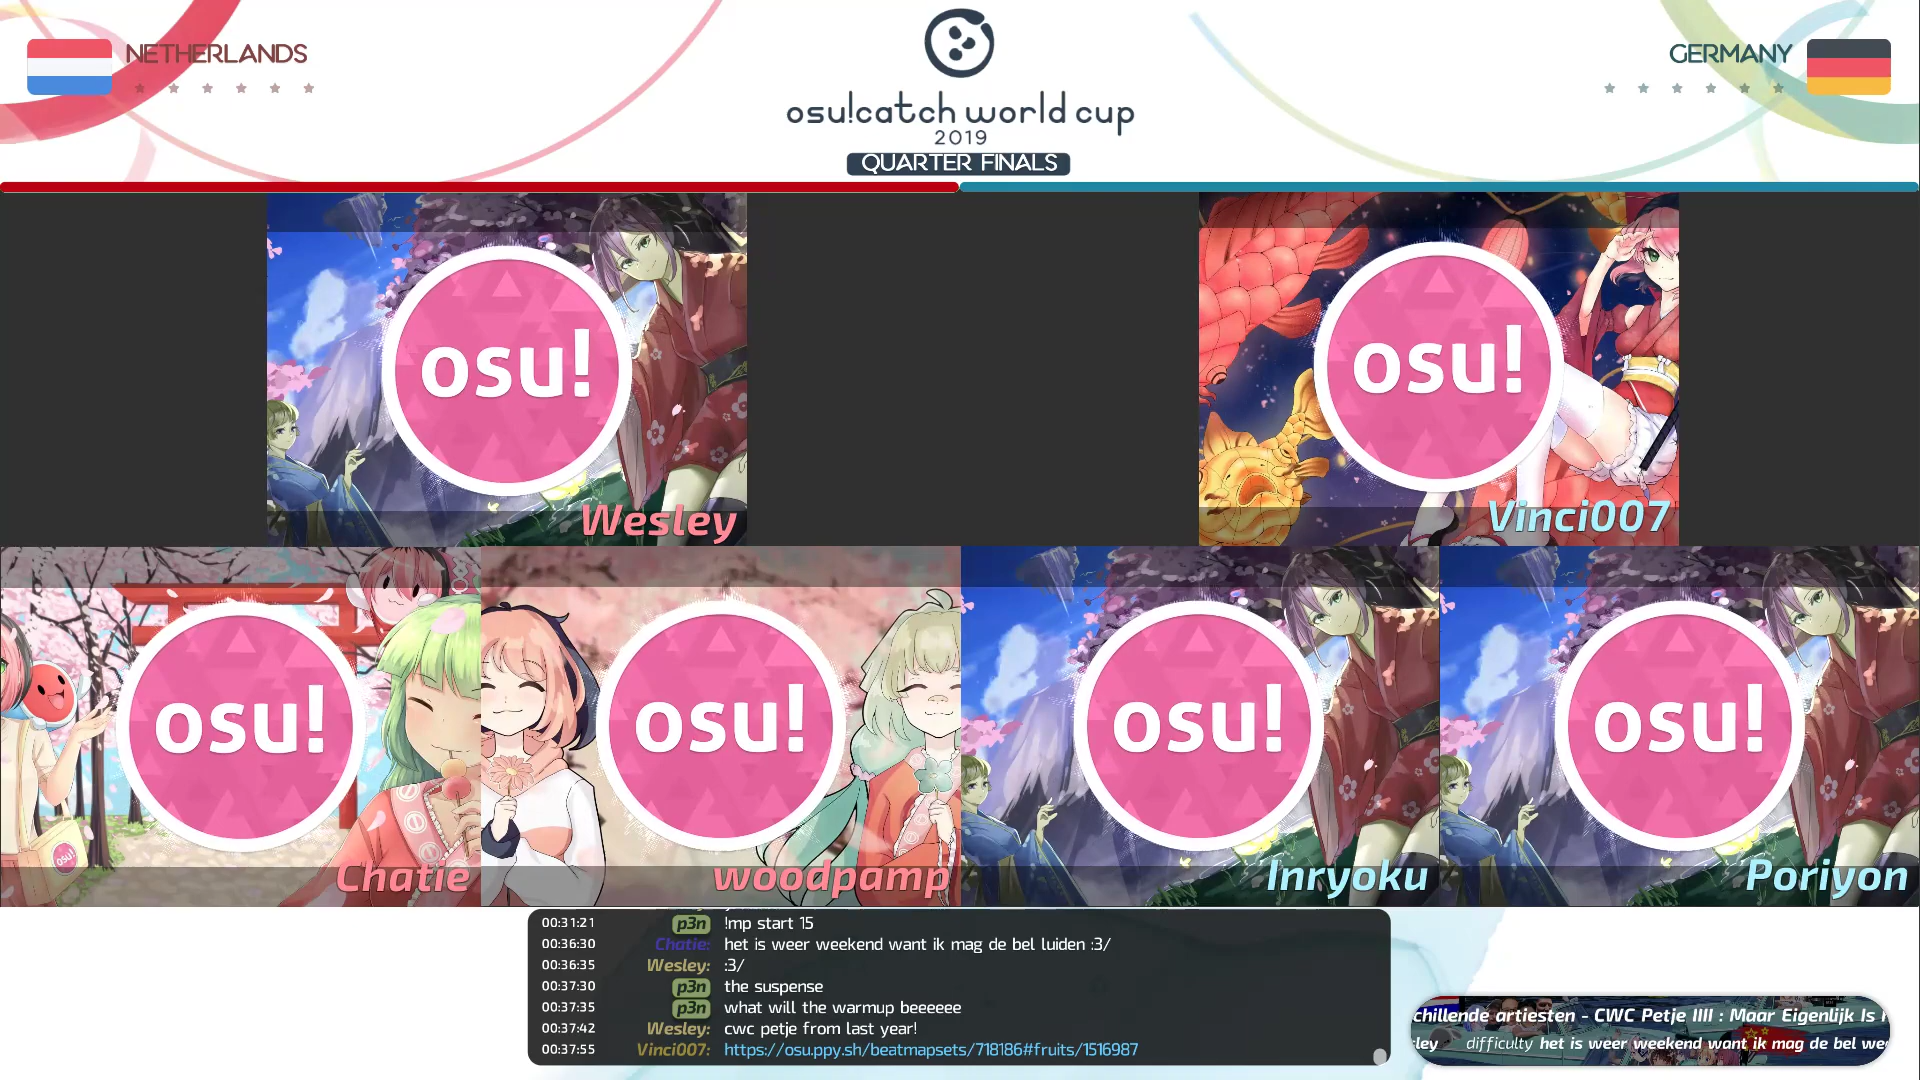 NETHERLANDS
GERMANY
osu!catch world cup
2019
QUARTER FINALS
osu!
Wesley
osu!
Vinci007
osu!
Chatie
osu!
woodpamp
osu!
Inryoku
osu!
Poriyon
00:31:21 p3n !mp start 15
00:36:30 Chatie: het is weer weekend want ik mag de bel luiden :3/
00:36:35 Wesley: :3/
00:37:30 p3n the suspense
00:37:35 p3n what will the warmup beeeeee
00:37:42 Wesley: cwc petje from last year!
00:37:55 Vinci007: https://osu.ppy.sh/beatmapsets/718186#fruits/1516987
chillende artiesten - CWC Petje IIII : Maar Eigenlijk Is
ley difficulty het is weer weekend want ik mag de bel wee